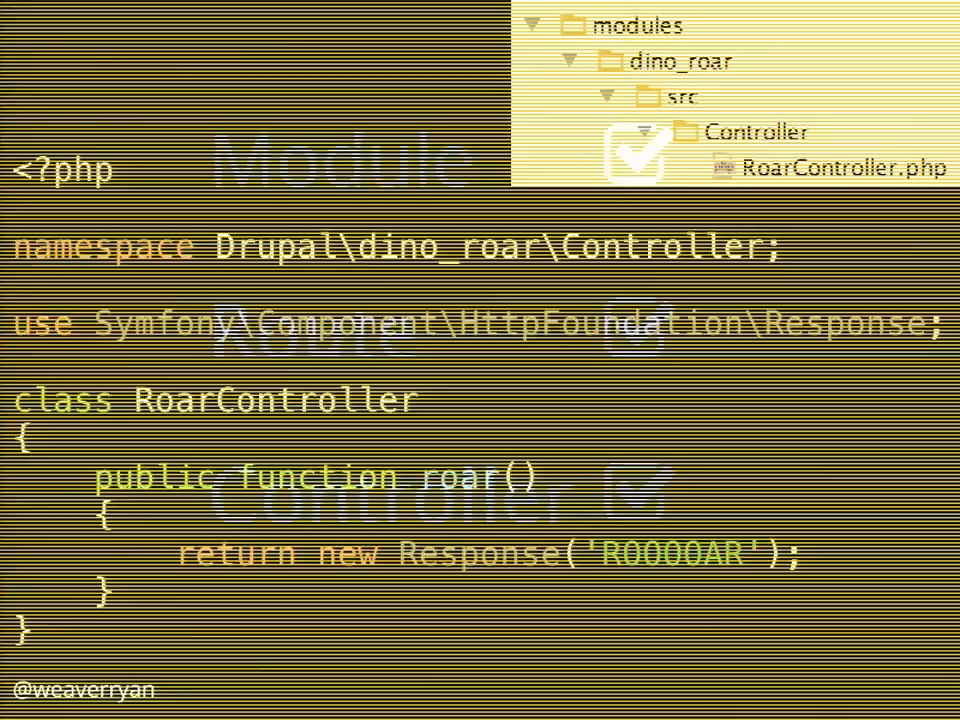 modules
dino_roar
src
Controller
RoarController.php
Module
<?php
namespace Drupal\dino_roar\Controller;
use Symfony\Component\HttpFoundation\Response;
Route
class RoarController
{
public function roar()
Controller
{
return new Response('ROOOOAR');
}
}
@weaverryan